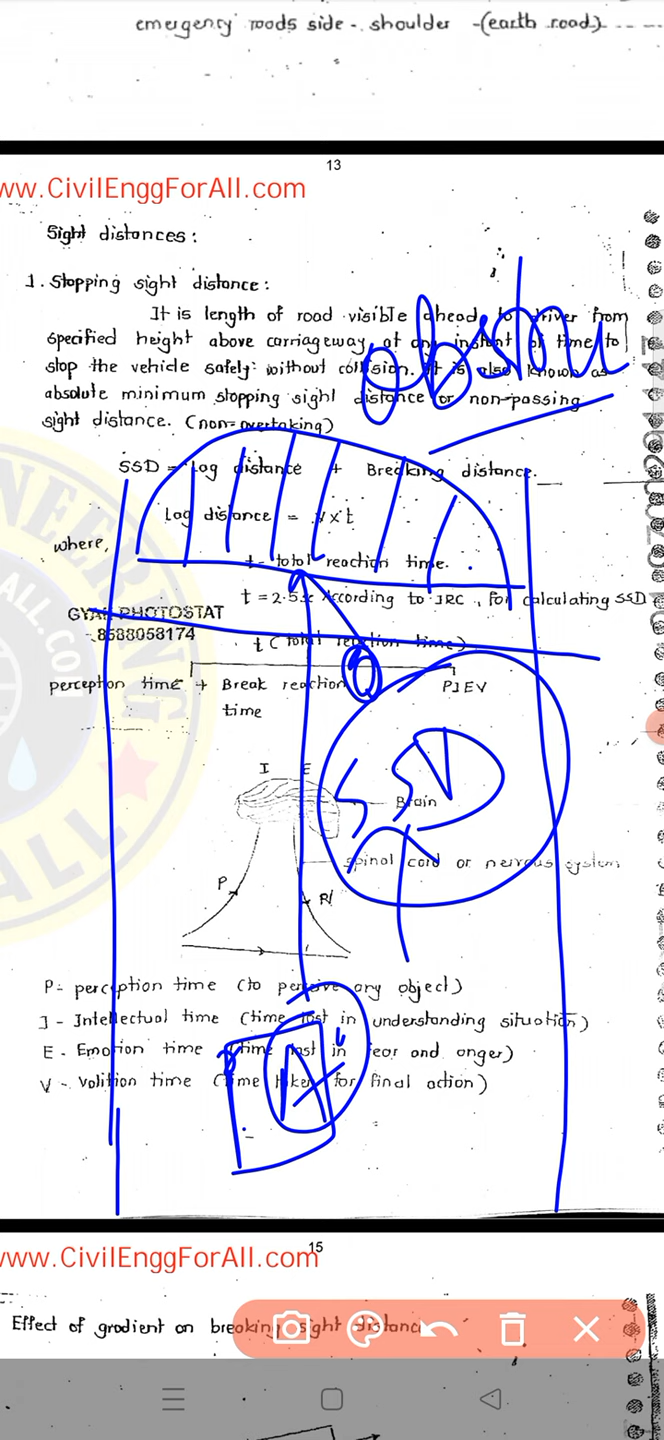 emergency roads side - shoulder - (earth road)
13
ww.CivilEnggForAll.com
Sight distances :
1. Stopping sight distance :
It is length of road visible ahead to driver from
specified height above carriageway at any instant of time to
stop the vehicle safely without collision. It is also known as
absolute minimum stopping sight distance or non-passing
sight distance. (non-overtaking)
obstru
SSD = Lag distance + Breaking distance.
Lag distance = v x t
where,
t - total reaction time.
t = 2.5 sec According to IRC, for calculating SSD
GYAN PHOTOSTAT
8588058174
t (total reaction time)
perception time + Break reaction
time
PIEV
SSD
I E
Brain
spinal cord or nervous system
P
R
P - perception time (to perceive any object)
I - Intellectual time (time lost in understanding situation)
E - Emotion time (time lost in fear and anger)
V - Volition time (time taken for final action)
A
www.CivilEnggForAll.com
15
Effect of gradient on breaking sight distance